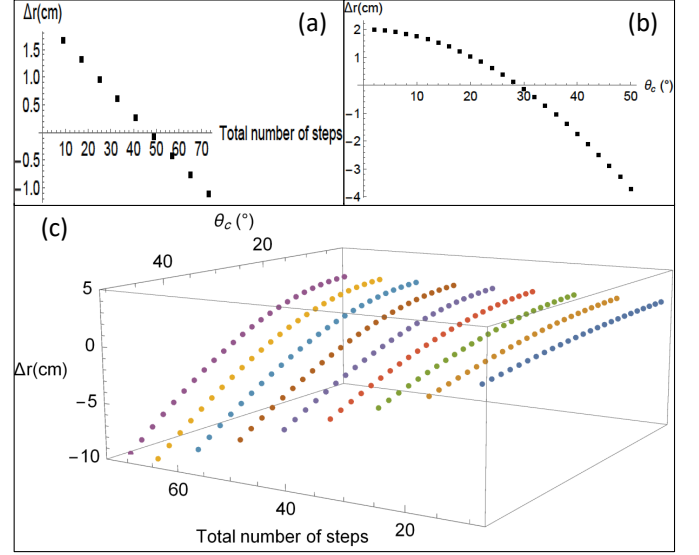 (a)
Δr(cm)
1.5
1.0
0.5
Total number of steps
10 20 30 40 50 60 70
−0.5
−1.0
(b)
Δr(cm)
2
1
θc (°)
10 20 30 40 50
−1
−2
−3
−4
(c)
θc (°)
40 20
5
0
Δr(cm)
−5
−10
60
40
20
Total number of steps